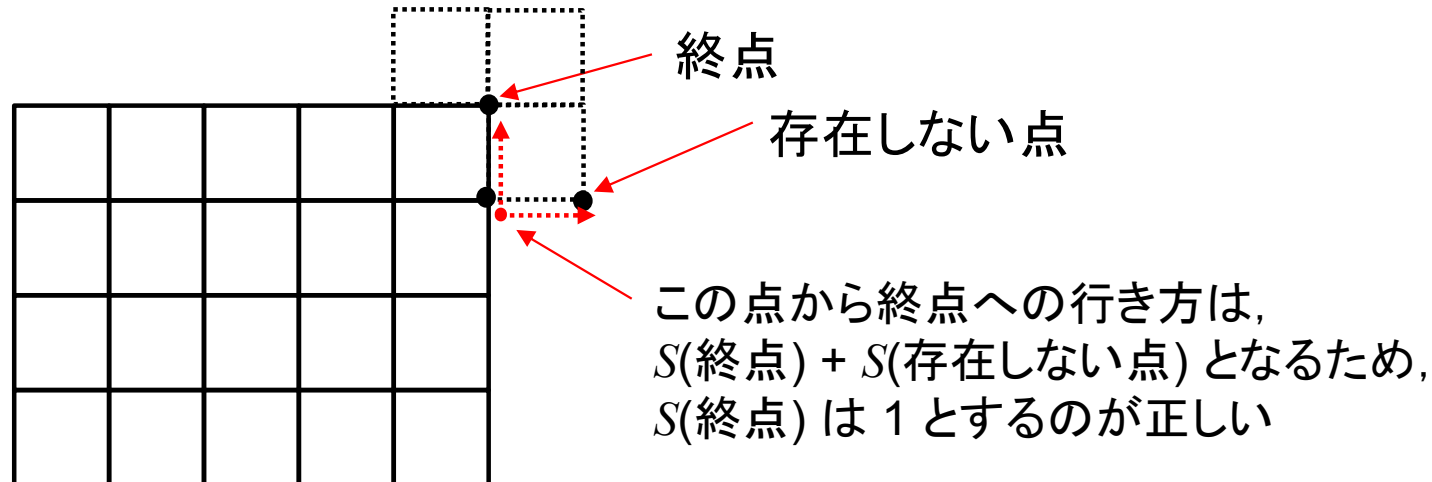 終点
存在しない点
この点から終点への行き方は,
S(終点) + S(存在しない点) となるため,
S(終点) は 1 とするのが正しい